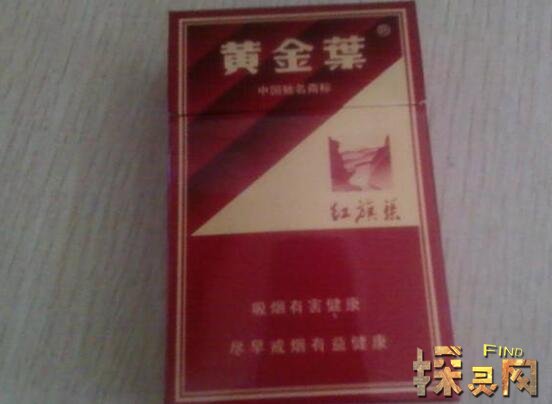 黄金葉®
中国驰名商标
红旗渠
吸烟有害健康
尽早戒烟有益健康
FIND
探灵网